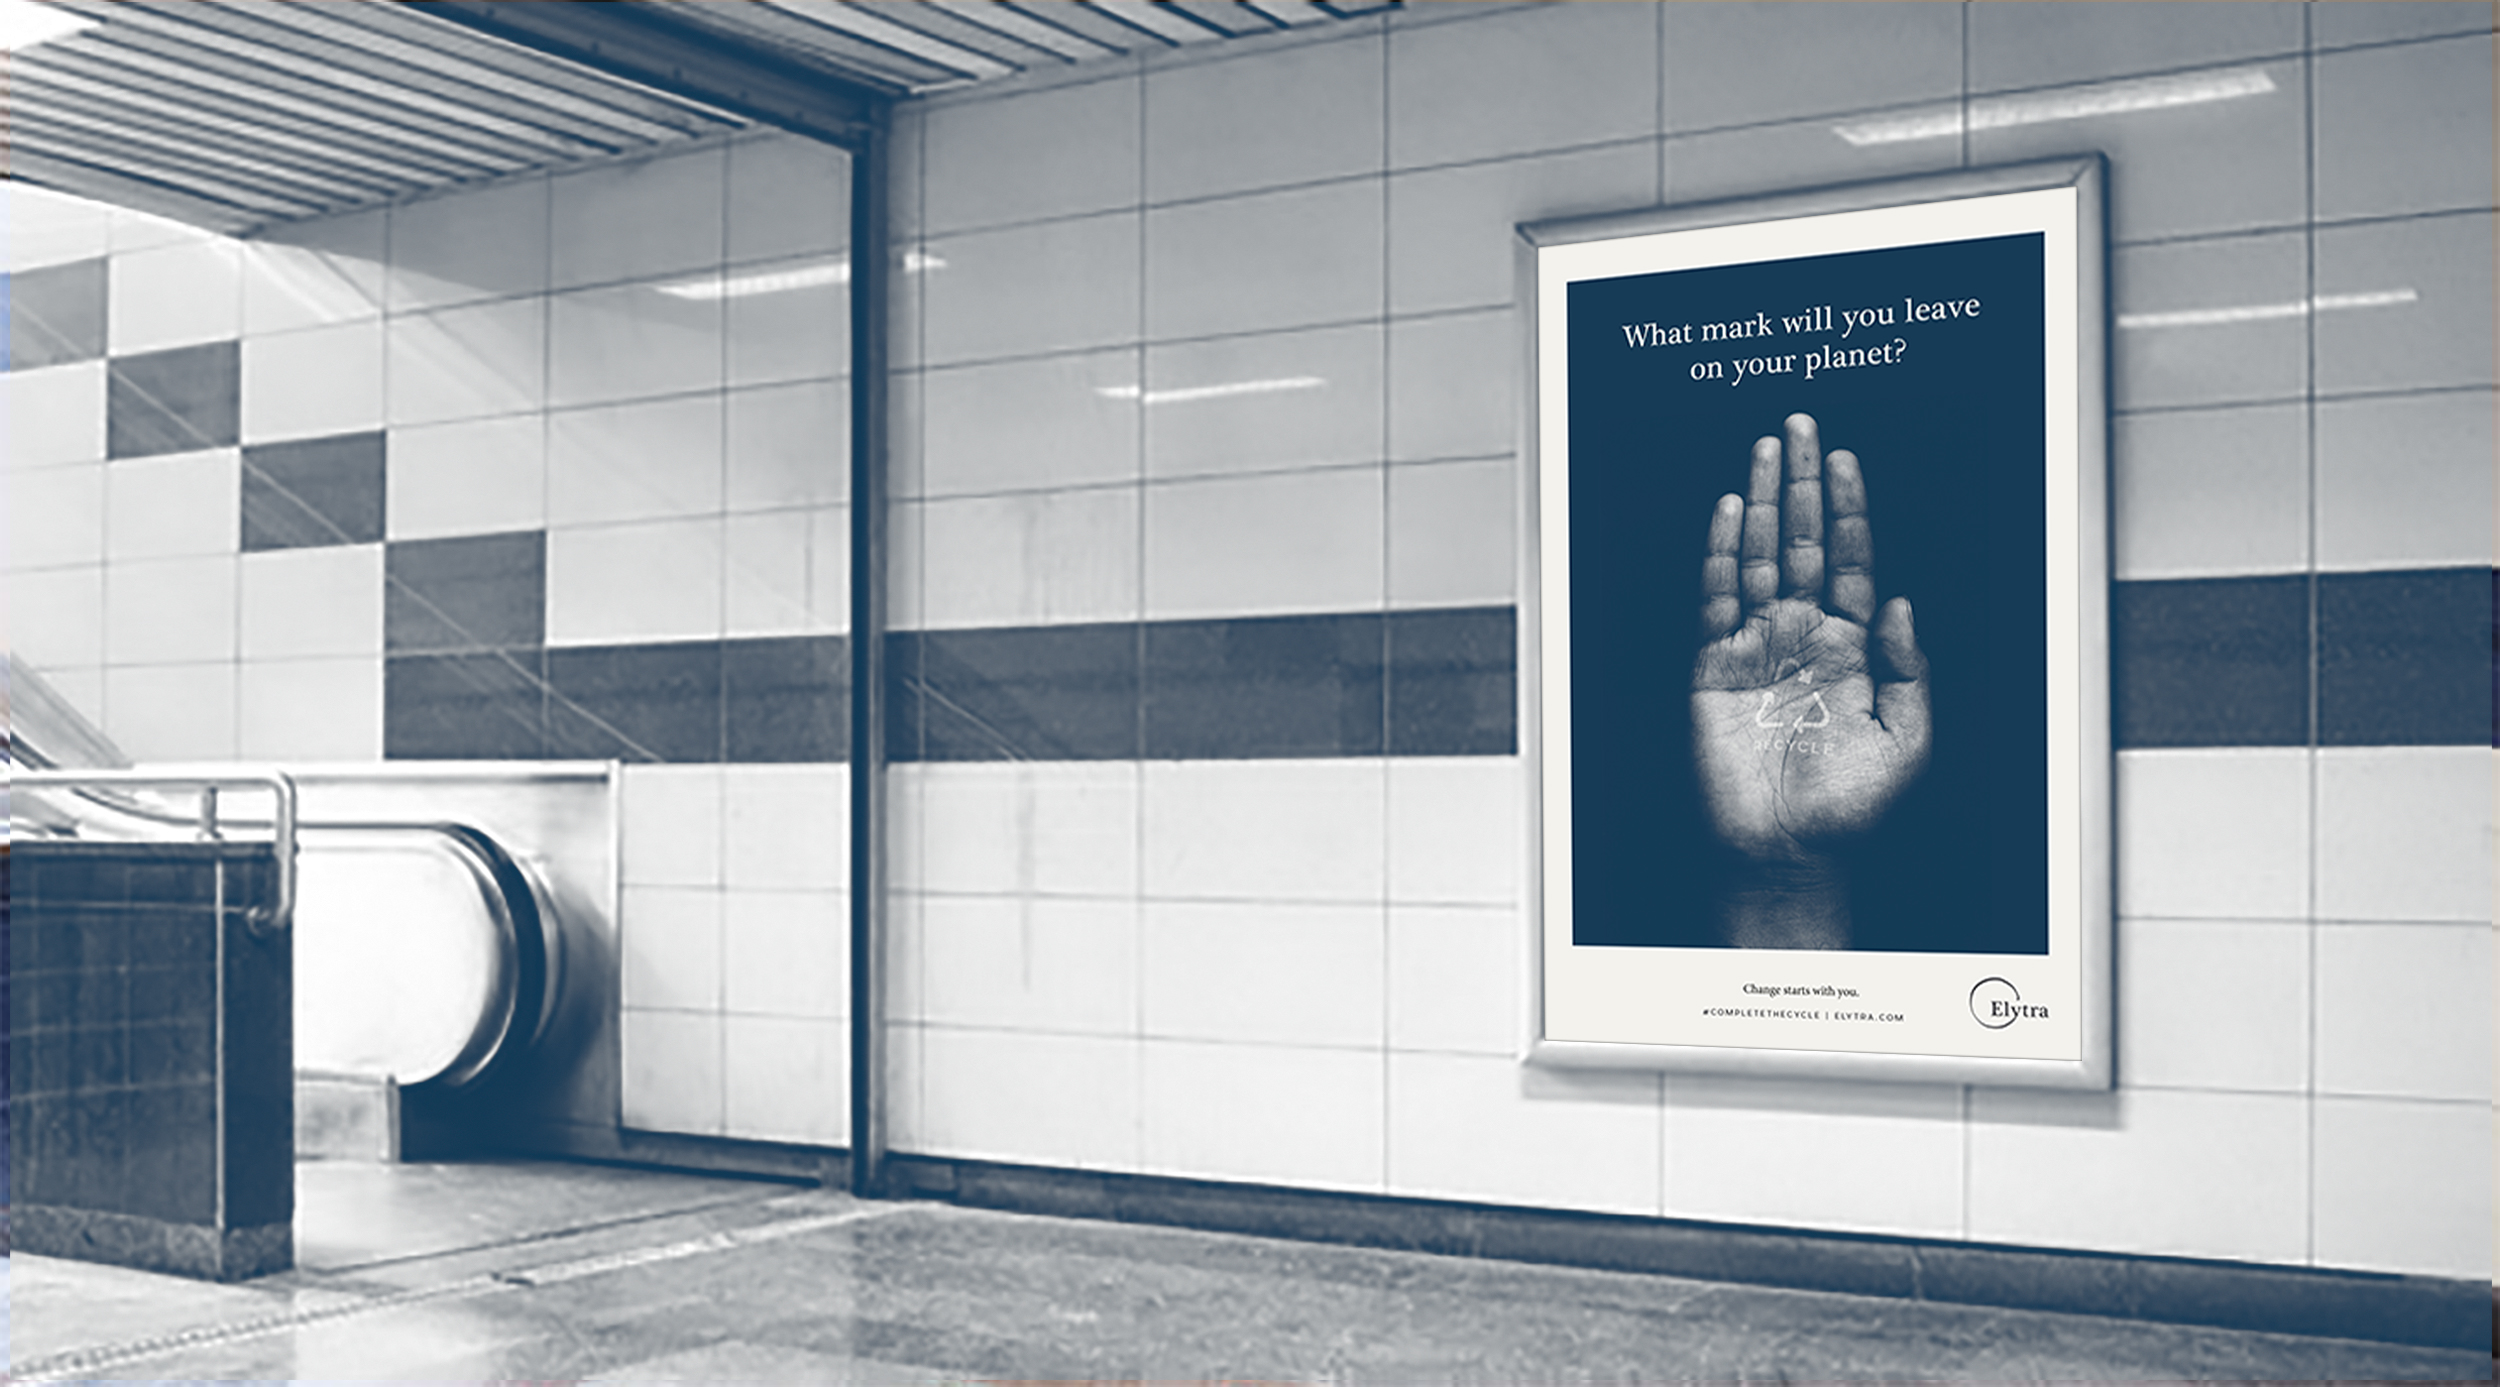 What mark will you leave
on your planet?
RECYCLE
Change starts with you.
#COMPLETETHECYCLE | ELYTRA.COM
Elytra